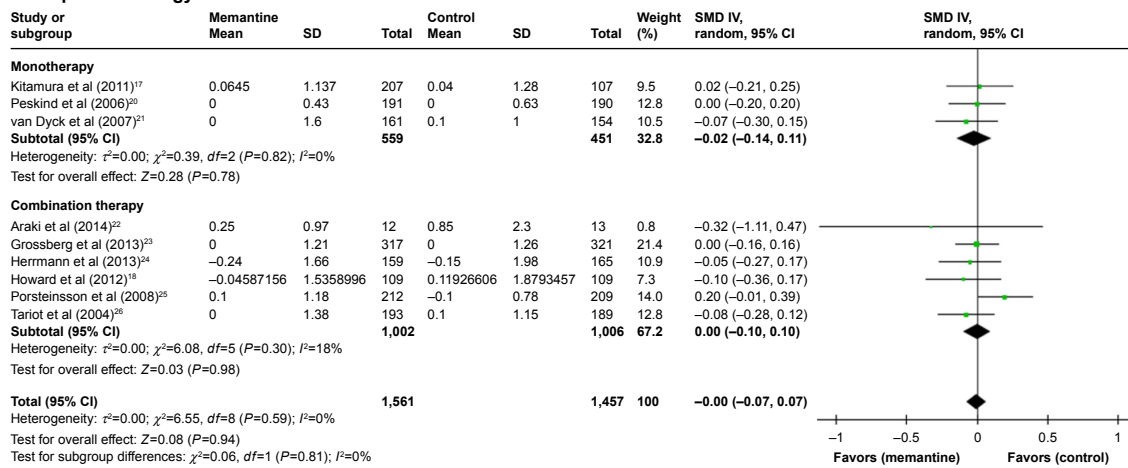 Study or Memantine Control Weight SMD IV, SMD IV,
subgroup Mean SD Total Mean SD Total (%) random, 95% CI random, 95% CI
Monotherapy
Kitamura et al (2011)¹⁷ 0.0645 1.137 207 0.04 1.28 107 9.5 0.02 (–0.21, 0.25)
Peskind et al (2006)²⁰ 0 0.43 191 0 0.63 190 12.8 0.00 (–0.20, 0.20)
van Dyck et al (2007)²¹ 0 1.6 161 0.1 1 154 10.5 –0.07 (–0.30, 0.15)
Subtotal (95% CI) 559 451 32.8 –0.02 (–0.14, 0.11)
Heterogeneity: τ²=0.00; χ²=0.39, df=2 (P=0.82); I²=0%
Test for overall effect: Z=0.28 (P=0.78)
Combination therapy
Araki et al (2014)²² 0.25 0.97 12 0.85 2.3 13 0.8 –0.32 (–1.11, 0.47)
Grossberg et al (2013)²³ 0 1.21 317 0 1.26 321 21.4 0.00 (–0.16, 0.16)
Herrmann et al (2013)²⁴ –0.24 1.66 159 –0.15 1.98 165 10.9 –0.05 (–0.27, 0.17)
Howard et al (2012)¹⁸ –0.04587156 1.5358996 109 0.11926606 1.8793457 109 7.3 –0.10 (–0.36, 0.17)
Porsteinsson et al (2008)²⁵ 0.1 1.18 212 –0.1 0.78 209 14.0 0.20 (–0.01, 0.39)
Tariot et al (2004)²⁶ 0 1.38 193 0.1 1.15 189 12.8 –0.08 (–0.28, 0.12)
Subtotal (95% CI) 1,002 1,006 67.2 0.00 (–0.10, 0.10)
Heterogeneity: τ²=0.00; χ²=6.08, df=5 (P=0.30); I²=18%
Test for overall effect: Z=0.03 (P=0.98)
Total (95% CI) 1,561 1,457 100 –0.00 (–0.07, 0.07)
Heterogeneity: τ²=0.00; χ²=6.55, df=8 (P=0.59); I²=0%
Test for overall effect: Z=0.08 (P=0.94)
Test for subgroup differences: χ²=0.06, df=1 (P=0.81); I²=0%
–1 –0.5 0 0.5 1
Favors (memantine) Favors (control)